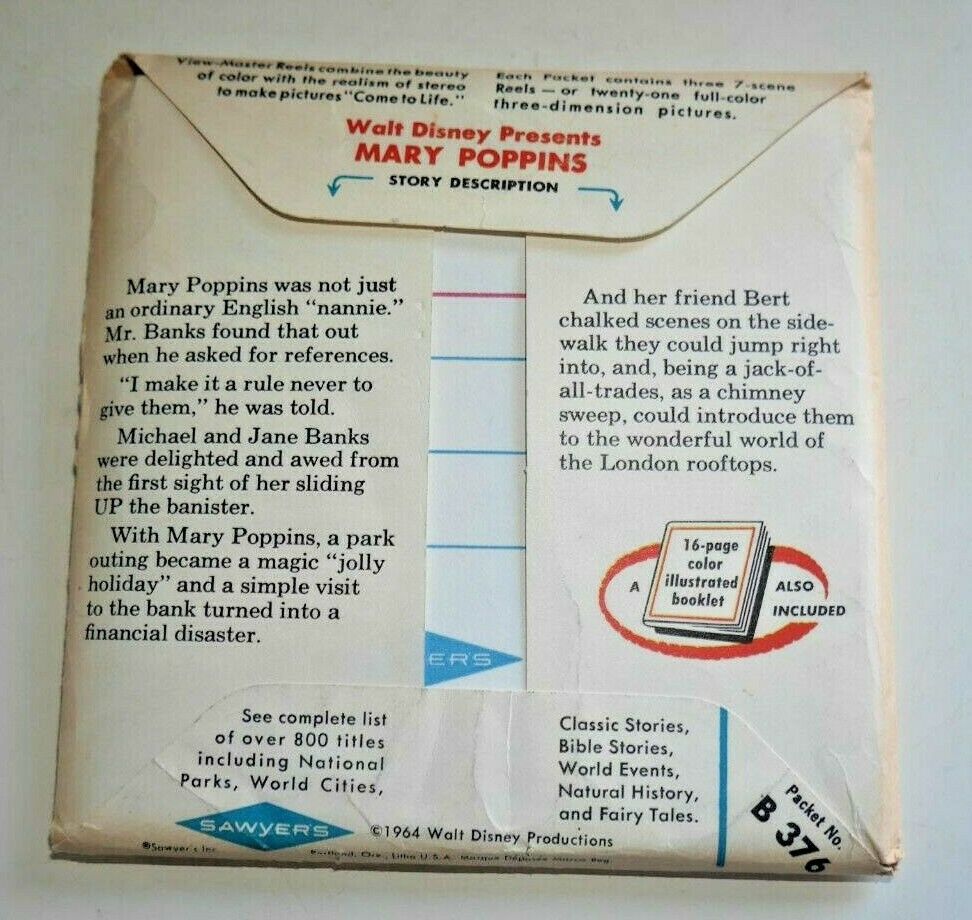 View-Master Reels combine the beauty
of color with the realism of stereo
to make pictures "Come to Life."
Each Packet contains three 7-scene
Reels — or twenty-one full-color
three-dimension pictures.
Walt Disney Presents
MARY POPPINS
STORY DESCRIPTION
Mary Poppins was not just
an ordinary English “nannie.”
Mr. Banks found that out
when he asked for references.
“I make it a rule never to
give them,” he was told.
Michael and Jane Banks
were delighted and awed from
the first sight of her sliding
UP the banister.
With Mary Poppins, a park
outing became a magic “jolly
holiday” and a simple visit
to the bank turned into a
financial disaster.
And her friend Bert
chalked scenes on the side-
walk they could jump right
into, and, being a jack-of-
all-trades, as a chimney
sweep, could introduce them
to the wonderful world of
the London rooftops.
A
16-page
color
illustrated
booklet
ALSO
INCLUDED
ER'S
See complete list
of over 800 titles
including National
Parks, World Cities,
Classic Stories,
Bible Stories,
World Events,
Natural History,
and Fairy Tales.
Packet No.
B 376
SAWYER'S
©1964 Walt Disney Productions
®Sawyer's Inc.
Portland, Ore., Litho U.S.A. Marque Déposée Marca Reg.